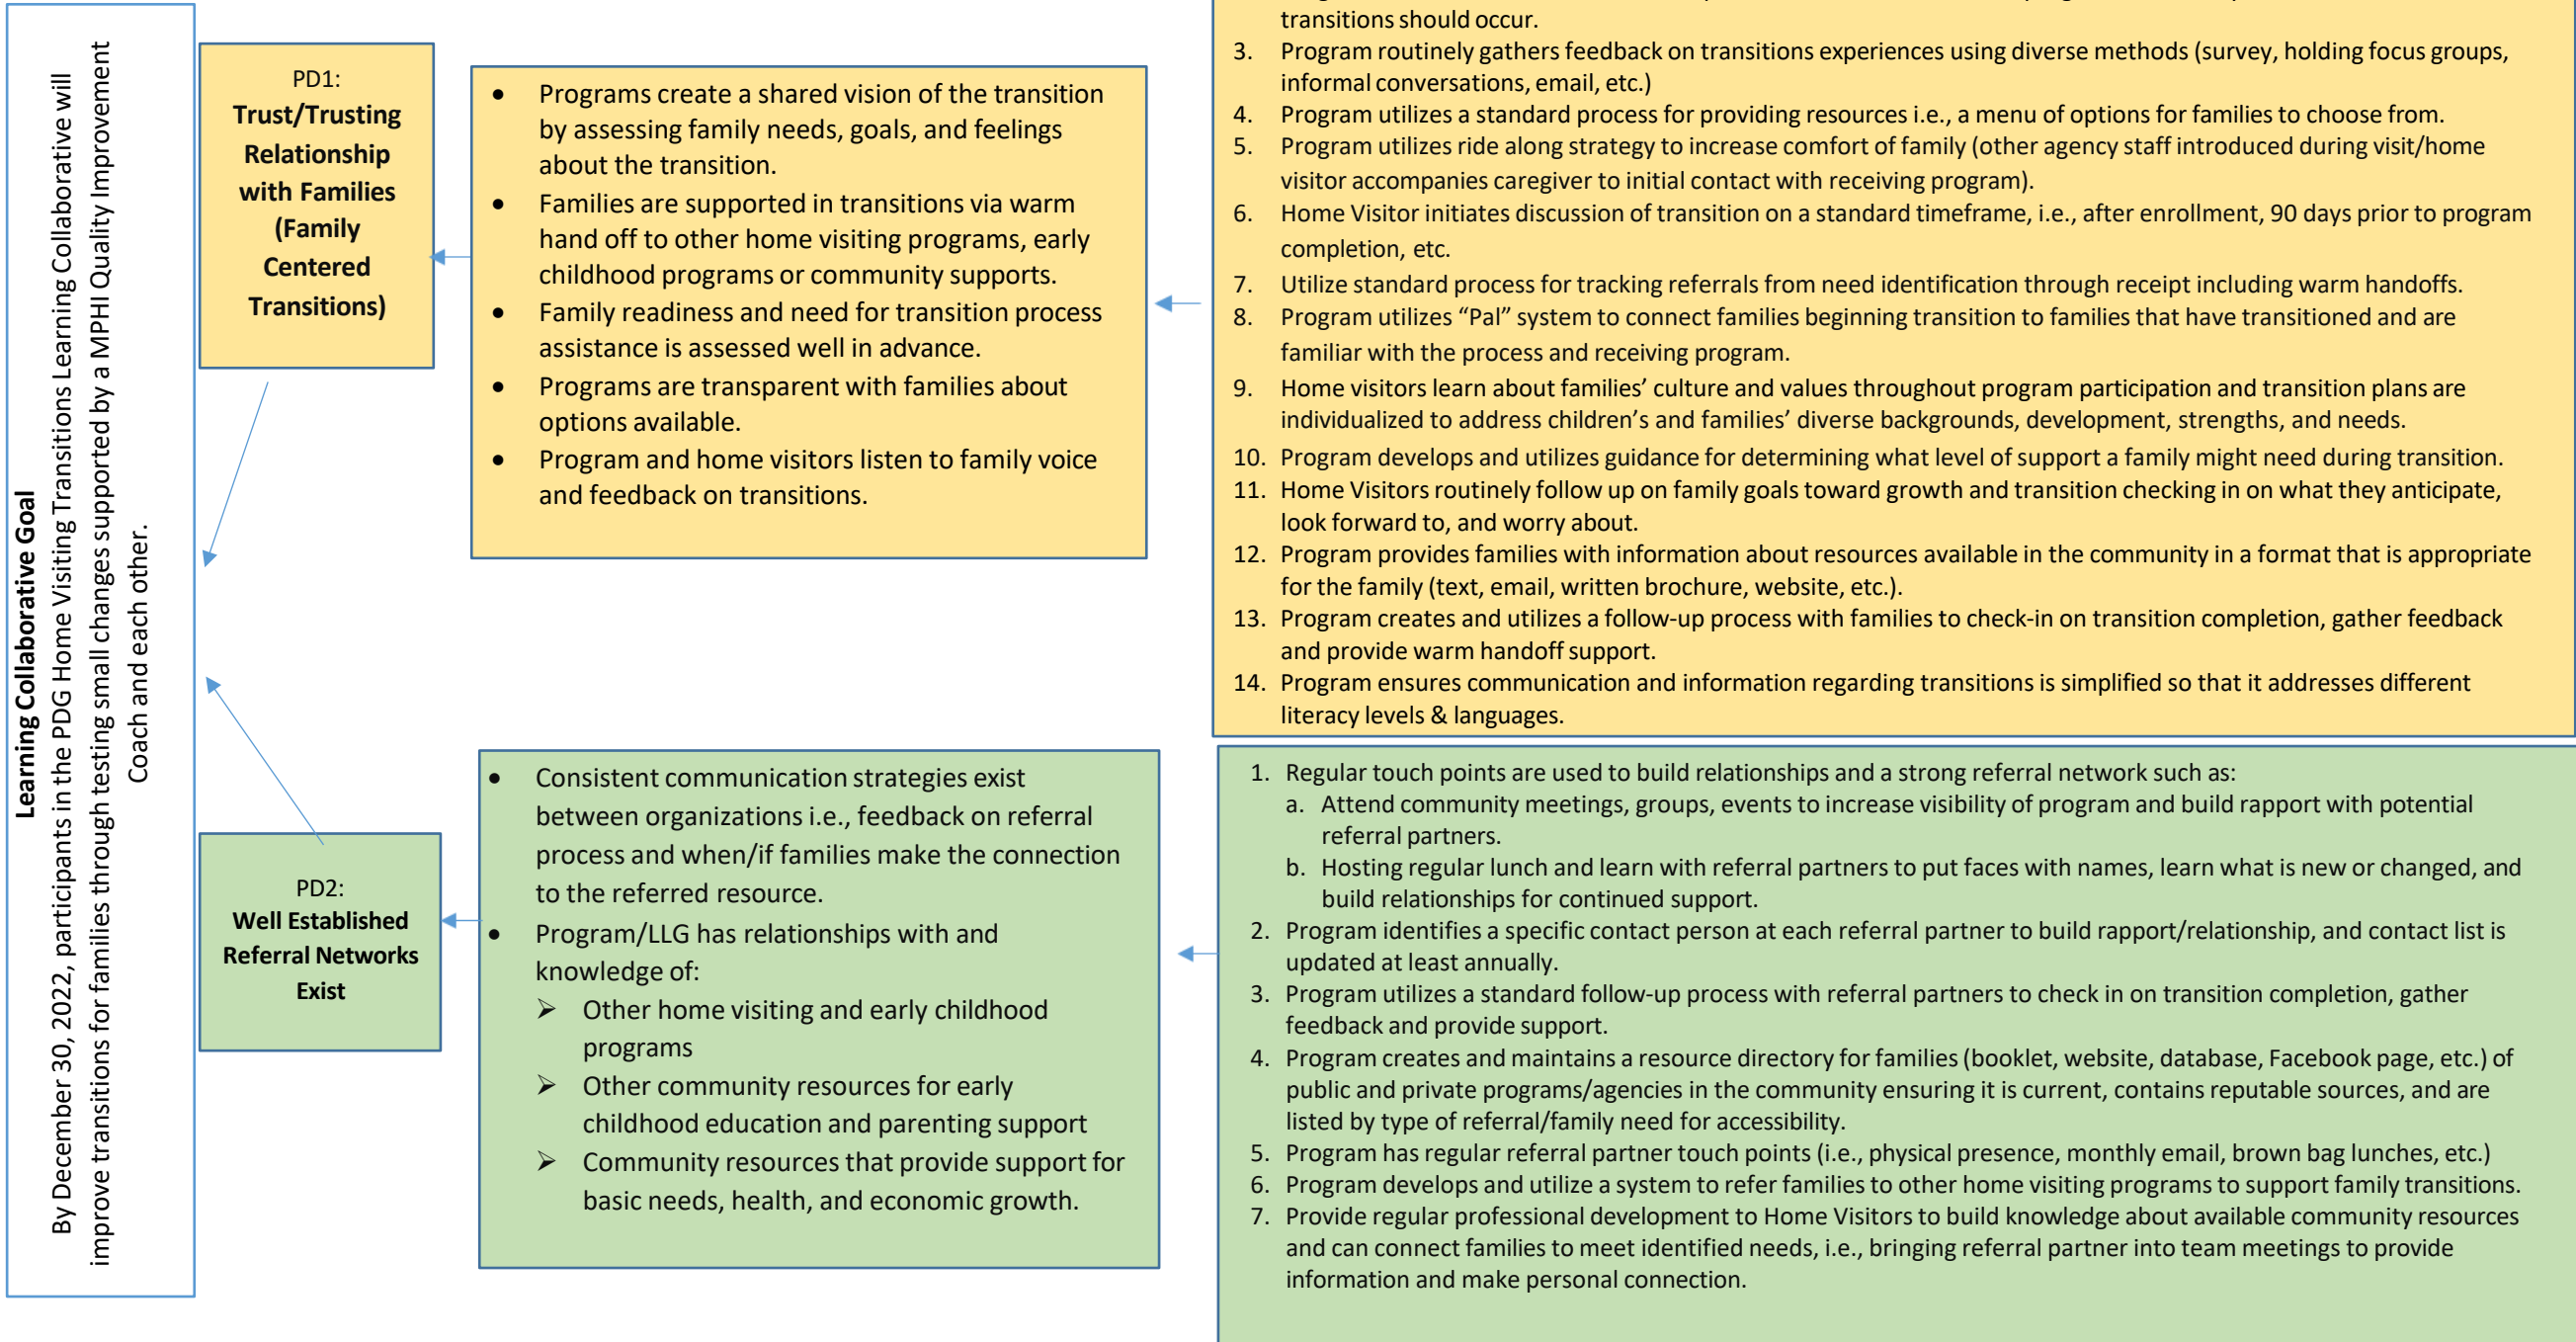 Learning Collaborative Goal
By December 30, 2022, participants in the PDG Home Visiting Transitions Learning Collaborative will
improve transitions for families through testing small changes supported by a MPHI Quality Improvement
Coach and each other.
PD1:
Trust/Trusting
Relationship
with Families
(Family
Centered
Transitions)
• Programs create a shared vision of the transition
by assessing family needs, goals, and feelings
about the transition.
• Families are supported in transitions via warm
hand off to other home visiting programs, early
childhood programs or community supports.
• Family readiness and need for transition process
assistance is assessed well in advance.
• Programs are transparent with families about
options available.
• Program and home visitors listen to family voice
and feedback on transitions.
transitions should occur.
3. Program routinely gathers feedback on transitions experiences using diverse methods (survey, holding focus groups,
informal conversations, email, etc.)
4. Program utilizes a standard process for providing resources i.e., a menu of options for families to choose from.
5. Program utilizes ride along strategy to increase comfort of family (other agency staff introduced during visit/home
visitor accompanies caregiver to initial contact with receiving program).
6. Home Visitor initiates discussion of transition on a standard timeframe, i.e., after enrollment, 90 days prior to program
completion, etc.
7. Utilize standard process for tracking referrals from need identification through receipt including warm handoffs.
8. Program utilizes “Pal” system to connect families beginning transition to families that have transitioned and are
familiar with the process and receiving program.
9. Home visitors learn about families’ culture and values throughout program participation and transition plans are
individualized to address children’s and families’ diverse backgrounds, development, strengths, and needs.
10. Program develops and utilizes guidance for determining what level of support a family might need during transition.
11. Home Visitors routinely follow up on family goals toward growth and transition checking in on what they anticipate,
look forward to, and worry about.
12. Program provides families with information about resources available in the community in a format that is appropriate
for the family (text, email, written brochure, website, etc.).
13. Program creates and utilizes a follow-up process with families to check-in on transition completion, gather feedback
and provide warm handoff support.
14. Program ensures communication and information regarding transitions is simplified so that it addresses different
literacy levels & languages.
PD2:
Well Established
Referral Networks
Exist
• Consistent communication strategies exist
between organizations i.e., feedback on referral
process and when/if families make the connection
to the referred resource.
• Program/LLG has relationships with and
knowledge of:
➢ Other home visiting and early childhood
programs
➢ Other community resources for early
childhood education and parenting support
➢ Community resources that provide support for
basic needs, health, and economic growth.
1. Regular touch points are used to build relationships and a strong referral network such as:
a. Attend community meetings, groups, events to increase visibility of program and build rapport with potential
referral partners.
b. Hosting regular lunch and learn with referral partners to put faces with names, learn what is new or changed, and
build relationships for continued support.
2. Program identifies a specific contact person at each referral partner to build rapport/relationship, and contact list is
updated at least annually.
3. Program utilizes a standard follow-up process with referral partners to check in on transition completion, gather
feedback and provide support.
4. Program creates and maintains a resource directory for families (booklet, website, database, Facebook page, etc.) of
public and private programs/agencies in the community ensuring it is current, contains reputable sources, and are
listed by type of referral/family need for accessibility.
5. Program has regular referral partner touch points (i.e., physical presence, monthly email, brown bag lunches, etc.)
6. Program develops and utilize a system to refer families to other home visiting programs to support family transitions.
7. Provide regular professional development to Home Visitors to build knowledge about available community resources
and can connect families to meet identified needs, i.e., bringing referral partner into team meetings to provide
information and make personal connection.